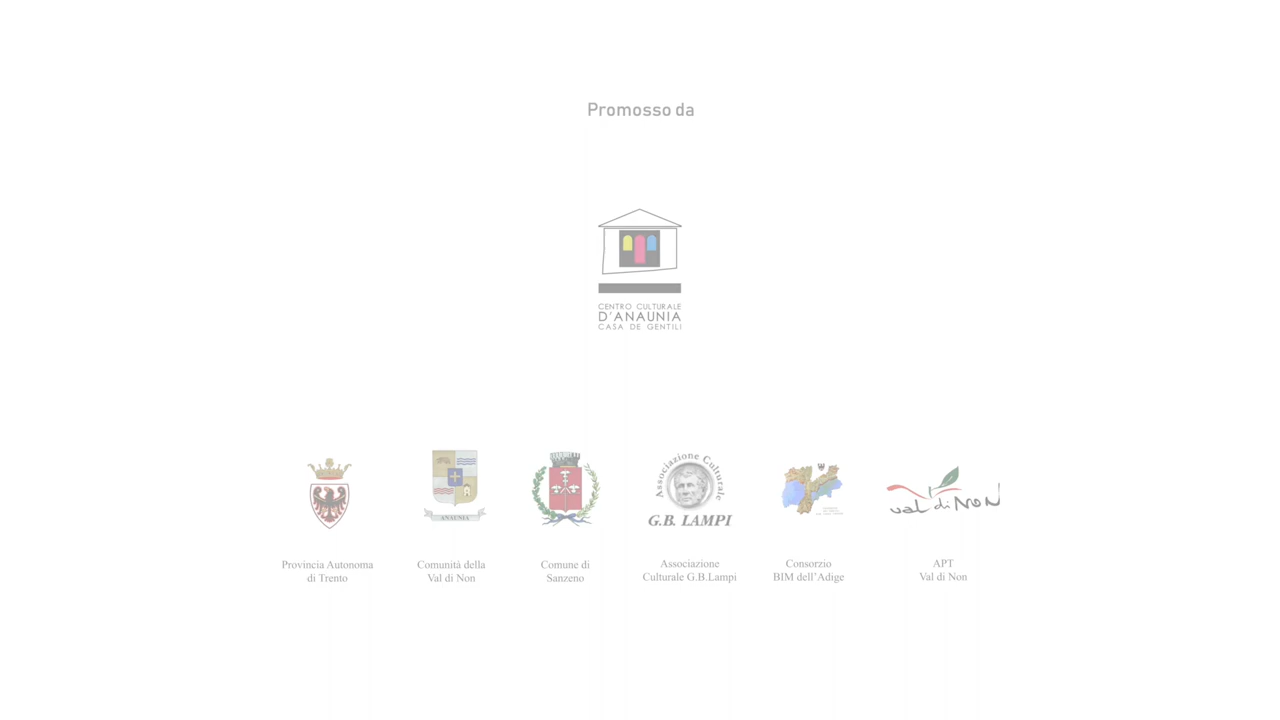 Promosso da
CENTRO CULTURALE
D'ANAUNIA
CASA DE GENTILI
ANAUNIA
Associazione Culturale
G.B. LAMPI
val di NON
Provincia Autonoma
di Trento
Comunità della
Val di Non
Comune di
Sanzeno
Associazione
Culturale G.B.Lampi
Consorzio
BIM dell'Adige
APT
Val di Non